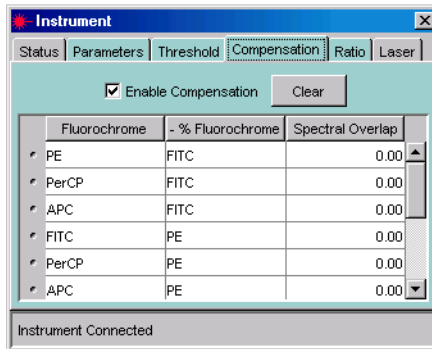 Instrument
Status Parameters Threshold Compensation Ratio Laser
Enable Compensation Clear
Fluorochrome - % Fluorochrome Spectral Overlap
PE FITC 0.00
PerCP FITC 0.00
APC FITC 0.00
FITC PE 0.00
PerCP PE 0.00
APC PE 0.00
Instrument Connected